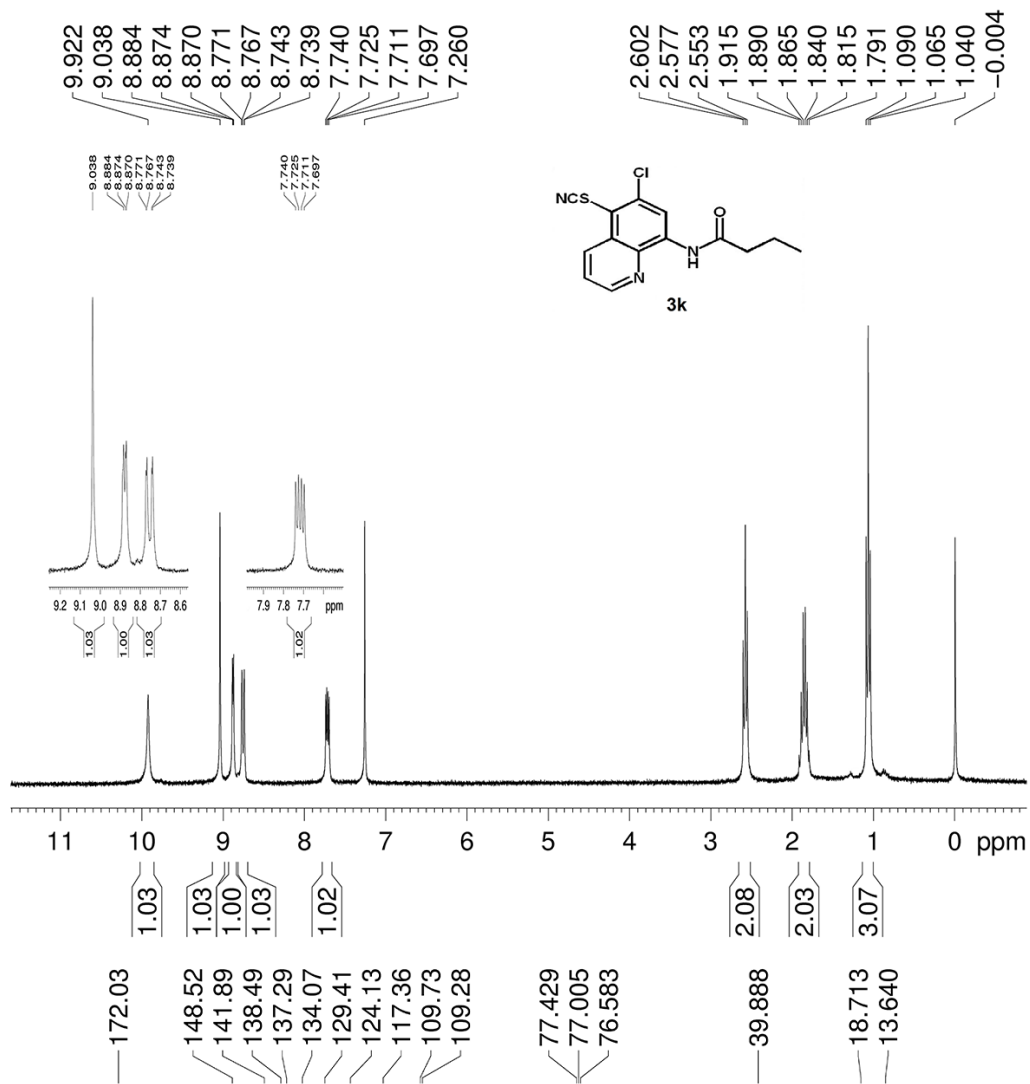 9.922 9.038 8.884 8.874 8.870 8.771 8.767 8.743 8.739 7.740 7.725 7.711 7.697 7.260 2.602 2.577 2.553 1.915 1.890 1.865 1.840 1.815 1.791 1.090 1.065 1.040 –0.004
9.038 8.884 8.874 8.870 8.771 8.767 8.743 8.739 7.740 7.725 7.711 7.697
Cl
NCS
O
N
H
N
3k
9.2 9.1 9.0 8.9 8.8 8.7 8.6 7.9 7.8 7.7 ppm
1.03 1.00 1.03 1.02
11 10 9 8 7 6 5 4 3 2 1 0 ppm
1.03 1.03 1.00 1.03 1.02 2.08 2.03 3.07
172.03 148.52 141.89 138.49 137.29 134.07 129.41 124.13 117.36 109.73 109.28 77.429 77.005 76.583 39.888 18.713 13.640